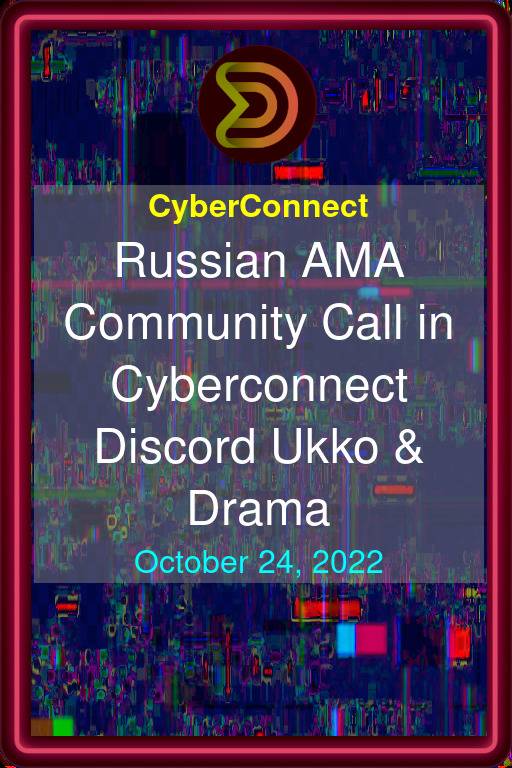 CyberConnect
Russian AMA
Community Call in
Cyberconnect
Discord Ukko &
Drama
October 24, 2022